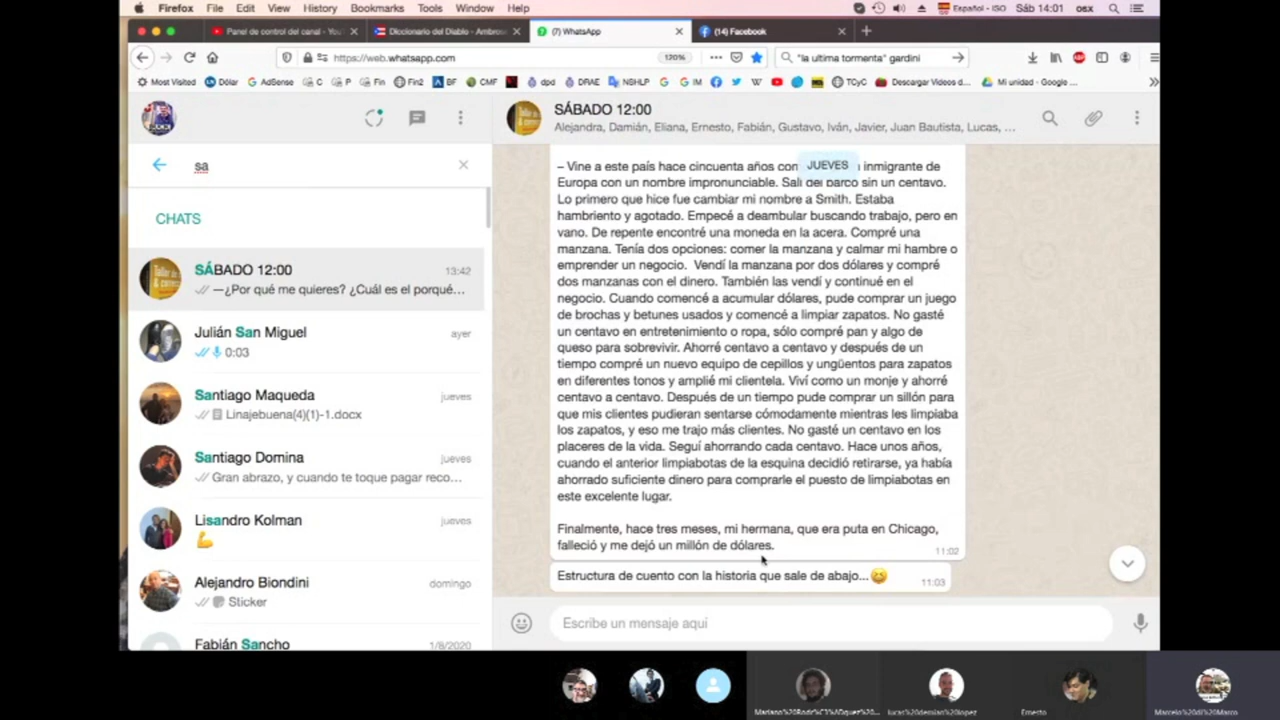 Firefox File Edit View History Bookmarks Tools Window Help Español - ISO Sáb 14:01 osx
Panel de control del canal - You Diccionario del Diablo - Ambros (7) WhatsApp (14) Facebook
https://web.whatsapp.com 120% "la ultima tormenta" gardini
Most Visited Dólar AdSense C P Fin Fin2 BF CMF dpd DRAE NSHLP G IM TCyC Descargar Videos d... Mi unidad - Google ...
SÁBADO 12:00
Alejandra, Damián, Eliana, Ernesto, Fabián, Gustavo, Iván, Javier, Juan Bautista, Lucas, ...
sa
CHATS
SÁBADO 12:00 13:42
—¿Por qué me quieres? ¿Cuál es el porqué...
Julián San Miguel ayer
0:03
Santiago Maqueda jueves
Linajebuena(4)(1)-1.docx
Santiago Domina jueves
Gran abrazo, y cuando te toque pagar reco...
Lisandro Kolman jueves
💪
Alejandro Biondini domingo
Sticker
Fabián Sancho 1/8/2020
JUEVES
– Vine a este país hace cincuenta años con inmigrante de
Europa con un nombre impronunciable. Salí del barco sin un centavo.
Lo primero que hice fue cambiar mi nombre a Smith. Estaba
hambriento y agotado. Empecé a deambular buscando trabajo, pero en
vano. De repente encontré una moneda en la acera. Compré una
manzana. Tenía dos opciones: comer la manzana y calmar mi hambre o
emprender un negocio. Vendí la manzana por dos dólares y compré
dos manzanas con el dinero. También las vendí y continué en el
negocio. Cuando comencé a acumular dólares, pude comprar un juego
de brochas y betunes usados y comencé a limpiar zapatos. No gasté
un centavo en entretenimiento o ropa, sólo compré pan y algo de
queso para sobrevivir. Ahorré centavo a centavo y después de un
tiempo compré un nuevo equipo de cepillos y ungüentos para zapatos
en diferentes tonos y amplié mi clientela. Viví como un monje y ahorré
centavo a centavo. Después de un tiempo pude comprar un sillón para
que mis clientes pudieran sentarse cómodamente mientras les limpiaba
los zapatos, y eso me trajo más clientes. No gasté un centavo en los
placeres de la vida. Seguí ahorrando cada centavo. Hace unos años,
cuando el anterior limpiabotas de la esquina decidió retirarse, ya había
ahorrado suficiente dinero para comprarle el puesto de limpiabotas en
este excelente lugar.
Finalmente, hace tres meses, mi hermana, que era puta en Chicago,
falleció y me dejó un millón de dólares.
11:02
Estructura de cuento con la historia que sale de abajo...😄 11:03
Escribe un mensaje aquí
lucas%20demian%20lopez Ernesto Marcelo%20di%20Marco